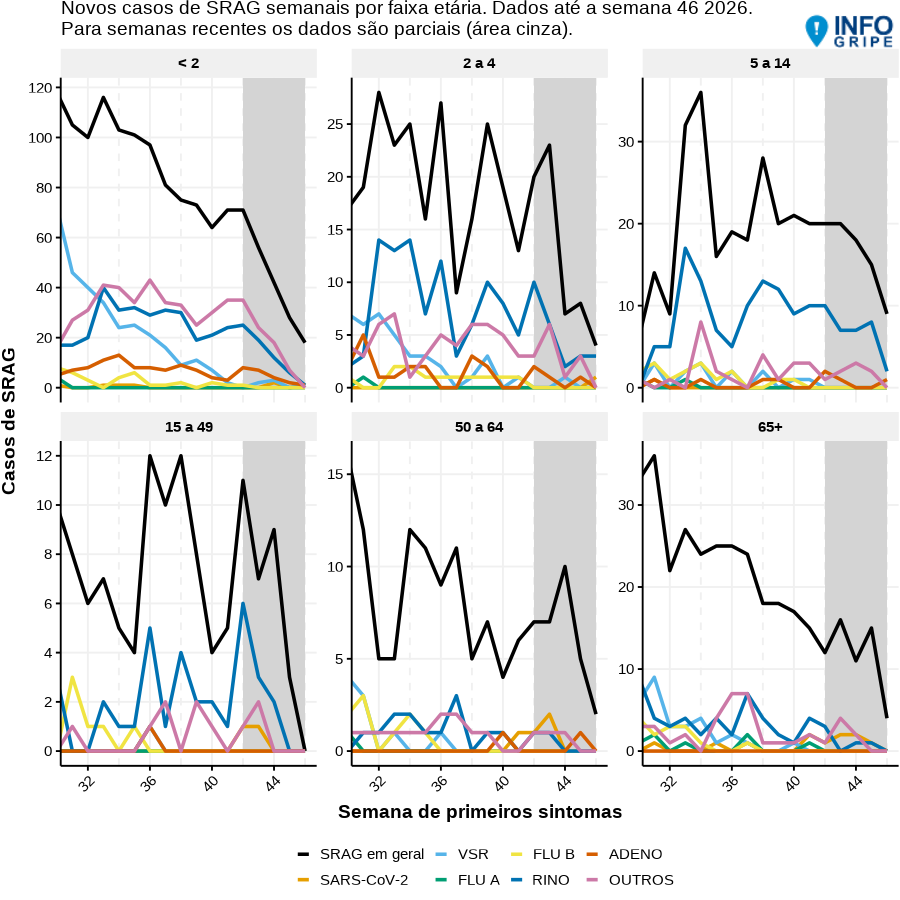 Novos casos de SRAG semanais por faixa etária. Dados até a semana 46 2026.
Para semanas recentes os dados são parciais (área cinza).
INFO
GRIPE
< 2
2 a 4
5 a 14
120
100
80
60
40
20
0
25
20
15
10
5
0
30
20
10
0
Casos de SRAG
15 a 49
50 a 64
65+
12
10
8
6
4
2
0
15
10
5
0
30
20
10
0
32 36 40 44
32 36 40 44
32 36 40 44
Semana de primeiros sintomas
SRAG em geral VSR FLU B ADENO
SARS-CoV-2 FLU A RINO OUTROS